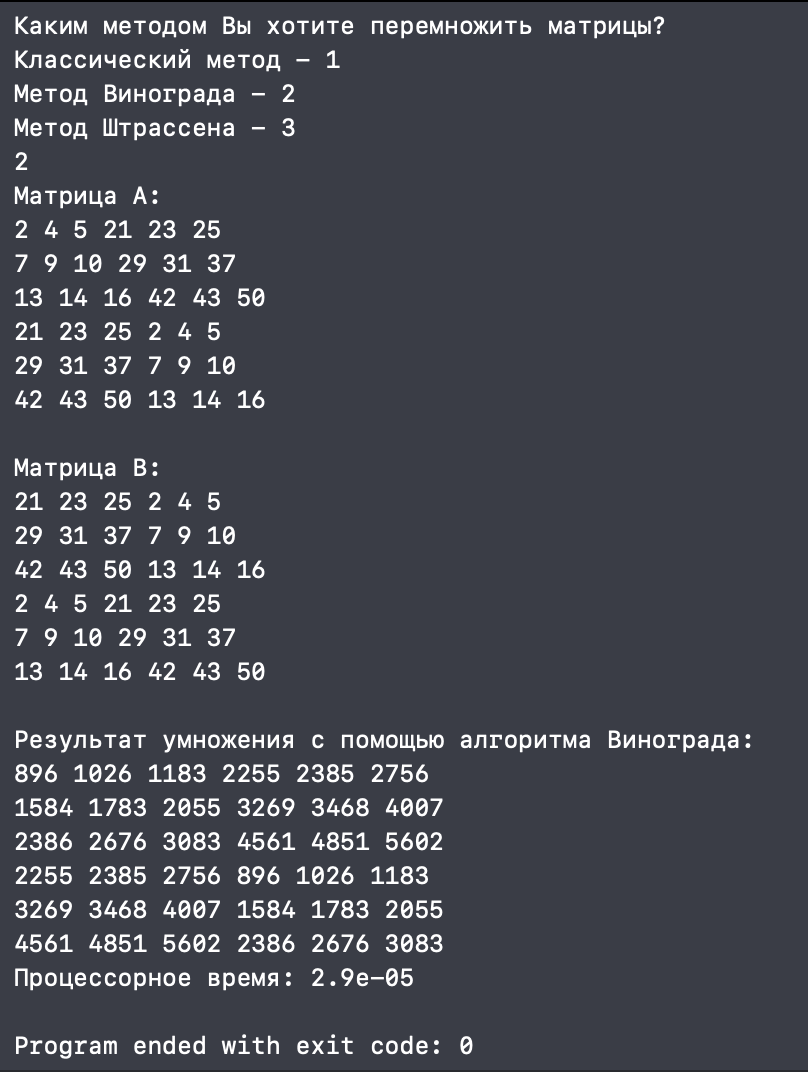 Каким методом Вы хотите перемножить матрицы?
Классический метод – 1
Метод Винограда – 2
Метод Штрассена – 3
2
Матрица A:
2 4 5 21 23 25
7 9 10 29 31 37
13 14 16 42 43 50
21 23 25 2 4 5
29 31 37 7 9 10
42 43 50 13 14 16

Матрица B:
21 23 25 2 4 5
29 31 37 7 9 10
42 43 50 13 14 16
2 4 5 21 23 25
7 9 10 29 31 37
13 14 16 42 43 50

Результат умножения с помощью алгоритма Винограда:
896 1026 1183 2255 2385 2756
1584 1783 2055 3269 3468 4007
2386 2676 3083 4561 4851 5602
2255 2385 2756 896 1026 1183
3269 3468 4007 1584 1783 2055
4561 4851 5602 2386 2676 3083
Процессорное время: 2.9e-05

Program ended with exit code: 0